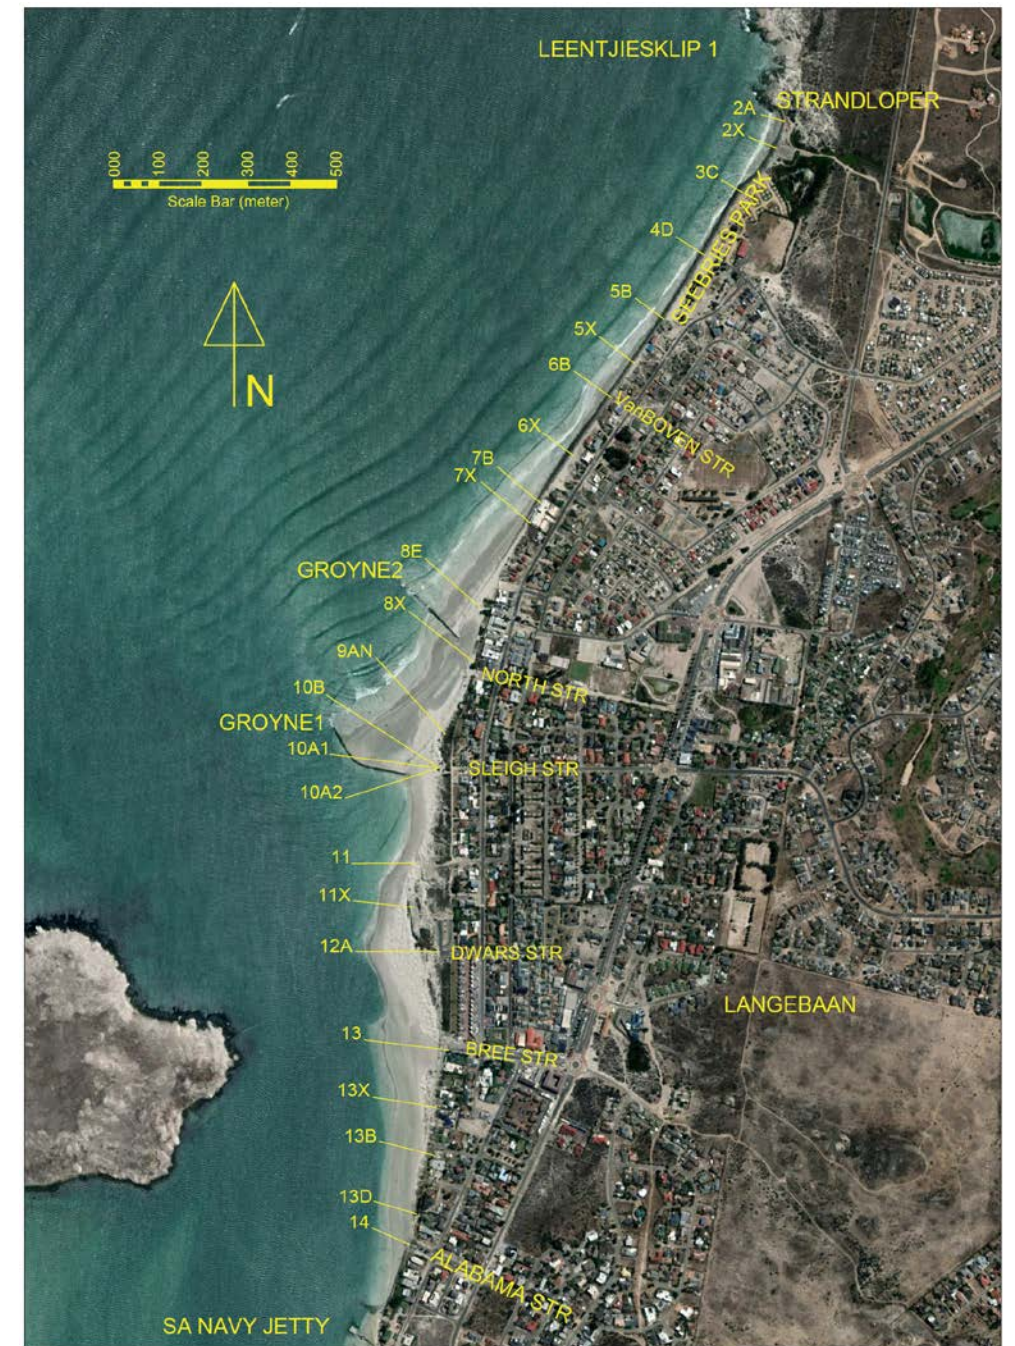 LEENTJIESKLIP 1
STRANDLOPER
2A
2X
000 100 200 300 400 500
Scale Bar (meter)
3C
SEEBRIES PARK
4D
5B
5X
N
6B
VanBOVEN STR
6X
7B
7X
8E
GROYNE2
8X
9AN
NORTH STR
10B
GROYNE1
10A1
SLEIGH STR
10A2
11
11X
12A
DWARS STR
LANGEBAAN
13
BREE STR
13X
13B
13D
14
ALABAMA STR
SA NAVY JETTY